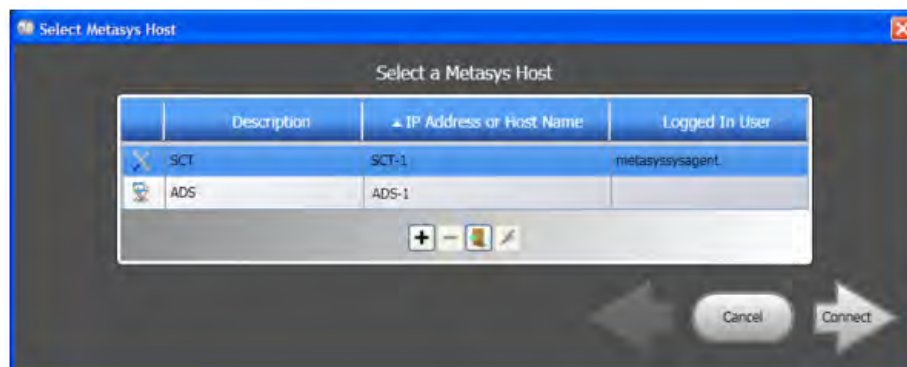 Select Metasys Host
Select a Metasys Host
Description IP Address or Host Name Logged In User
SCT SCT-1 metasyssysagent
ADS ADS-1
Cancel Connect